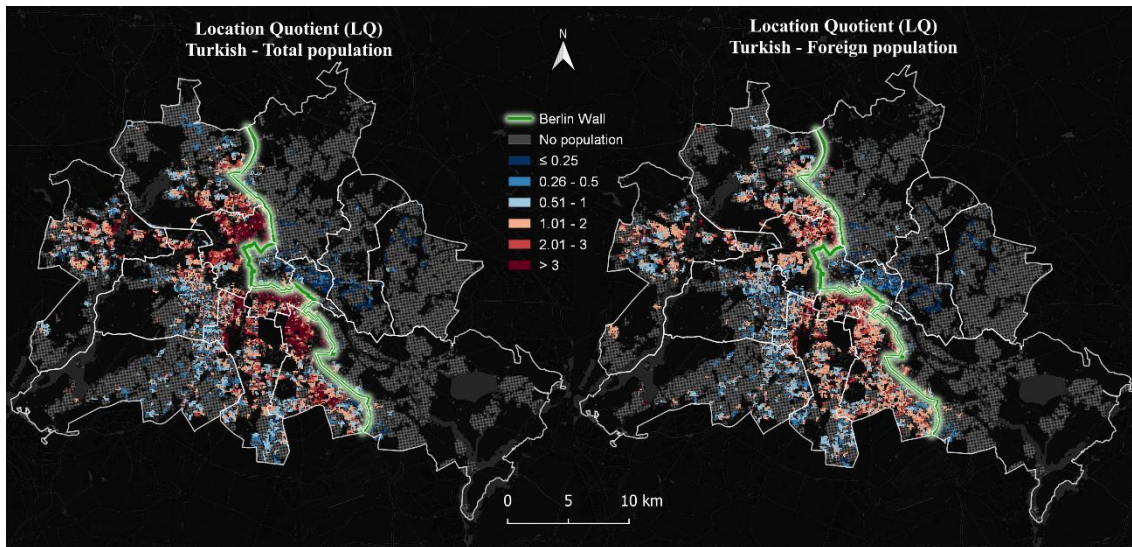 Location Quotient (LQ)
Turkish - Total population
Location Quotient (LQ)
Turkish - Foreign population
N
Berlin Wall
No population
≤ 0.25
0.26 - 0.5
0.51 - 1
1.01 - 2
2.01 - 3
> 3
0 5 10 km